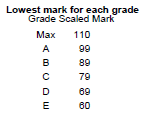 Lowest mark for each grade
Grade Scaled Mark
Max 110
A 99
B 89
C 79
D 69
E 60